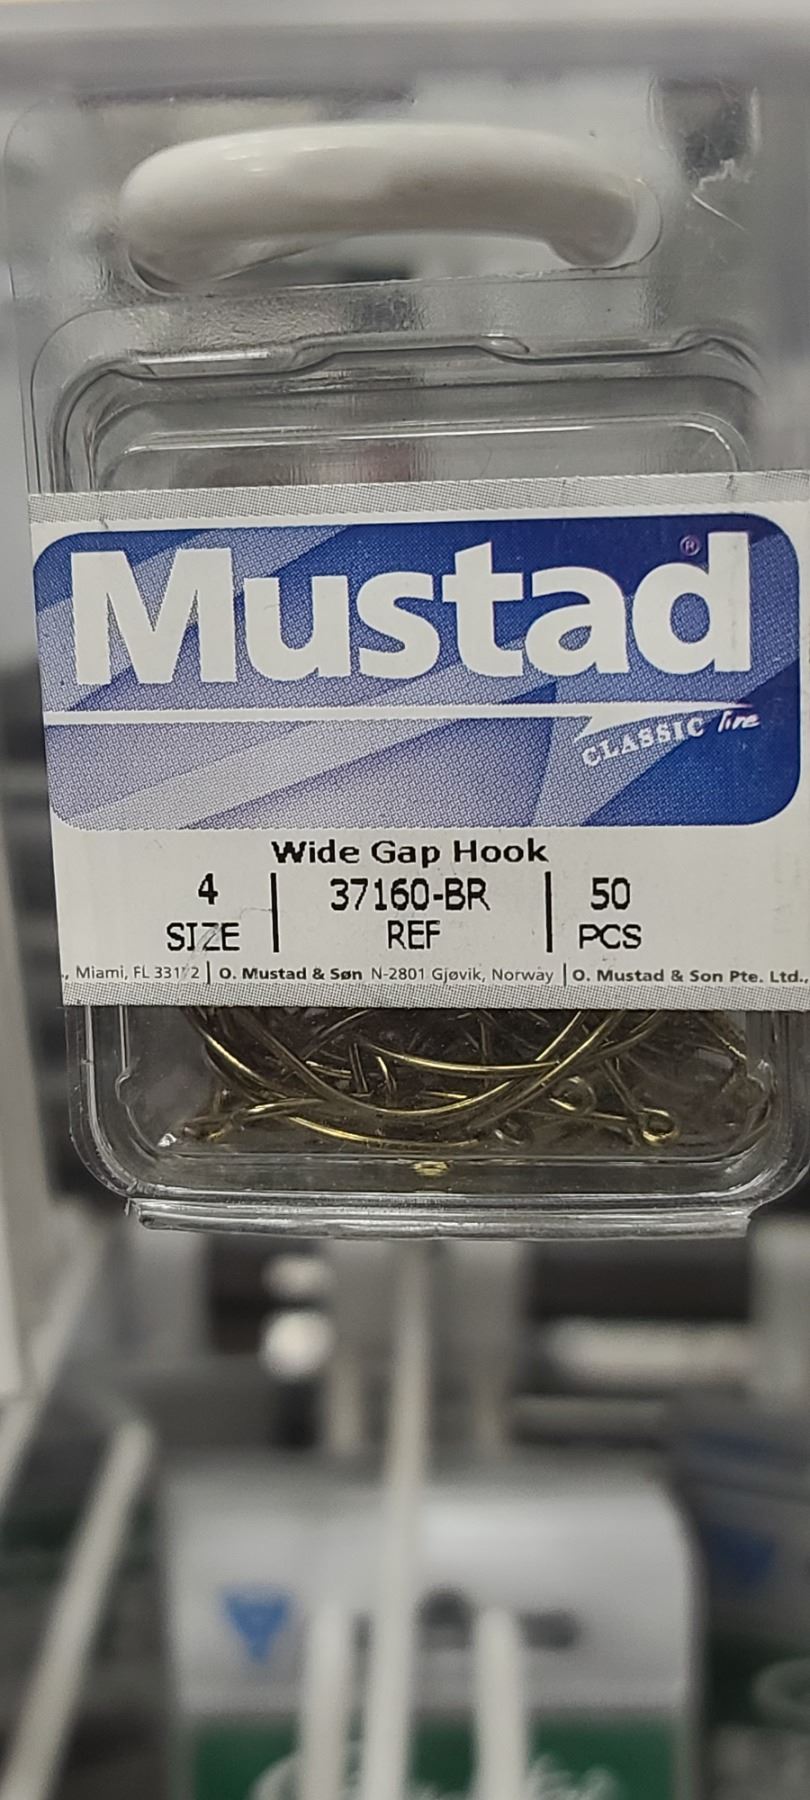 Mustad®
CLASSIC line
Wide Gap Hook
4 | 37160-BR | 50
SIZE | REF | PCS
., Miami, FL 33172 | O. Mustad & Søn N-2801 Gjøvik, Norway | O. Mustad & Son Pte. Ltd.,